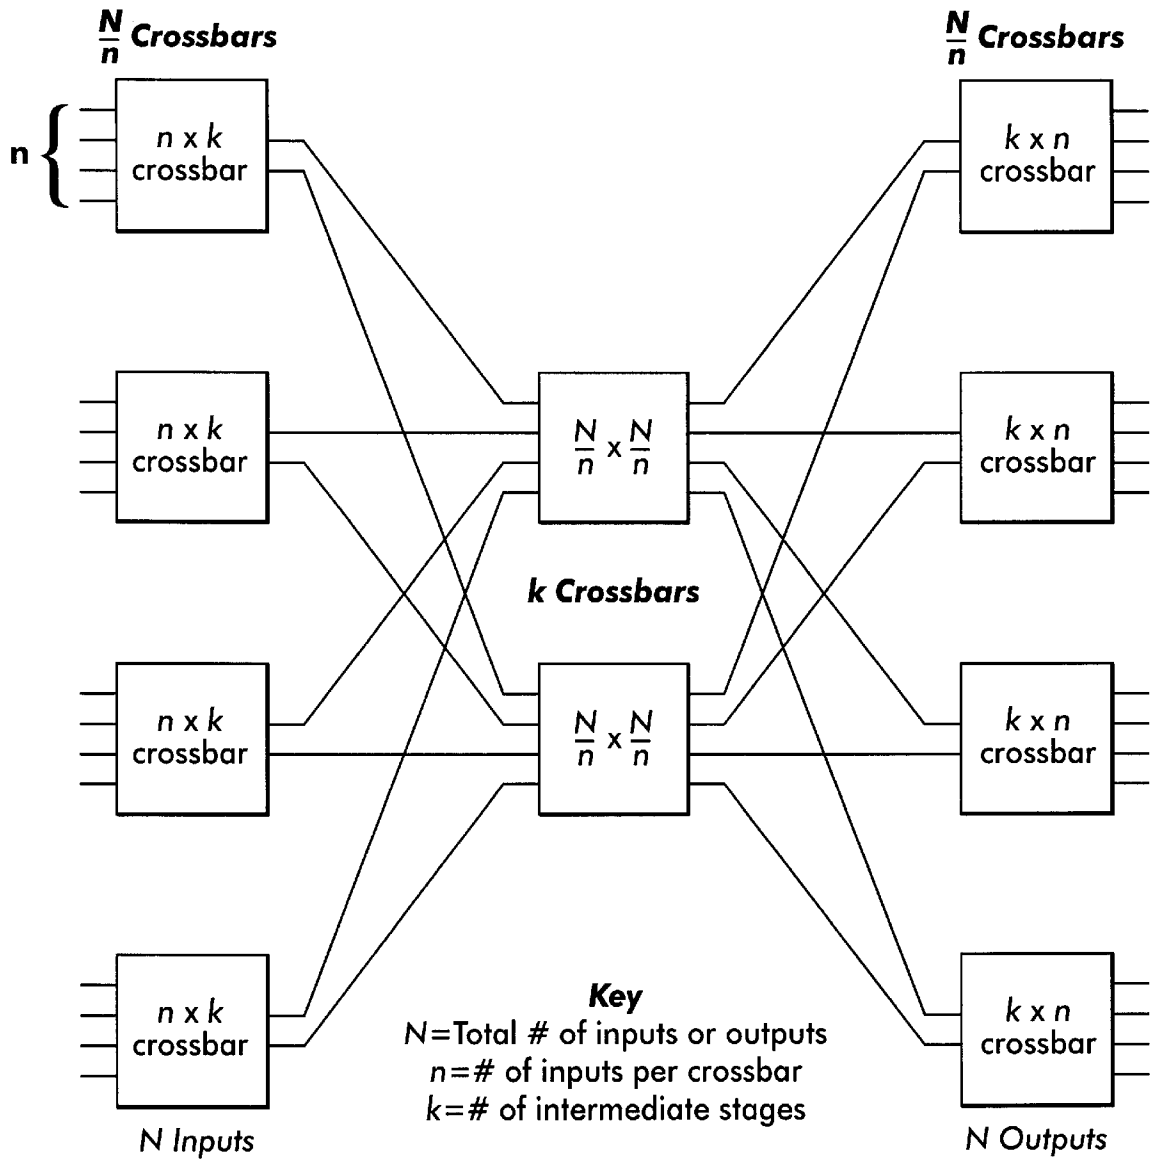 N/n Crossbars
N/n Crossbars
n
n x k
crossbar
k x n
crossbar
n x k
crossbar
N/n x N/n
k x n
crossbar
k Crossbars
n x k
crossbar
N/n x N/n
k x n
crossbar
n x k
crossbar
k x n
crossbar
Key
N=Total # of inputs or outputs
n=# of inputs per crossbar
k=# of intermediate stages
N Inputs
N Outputs